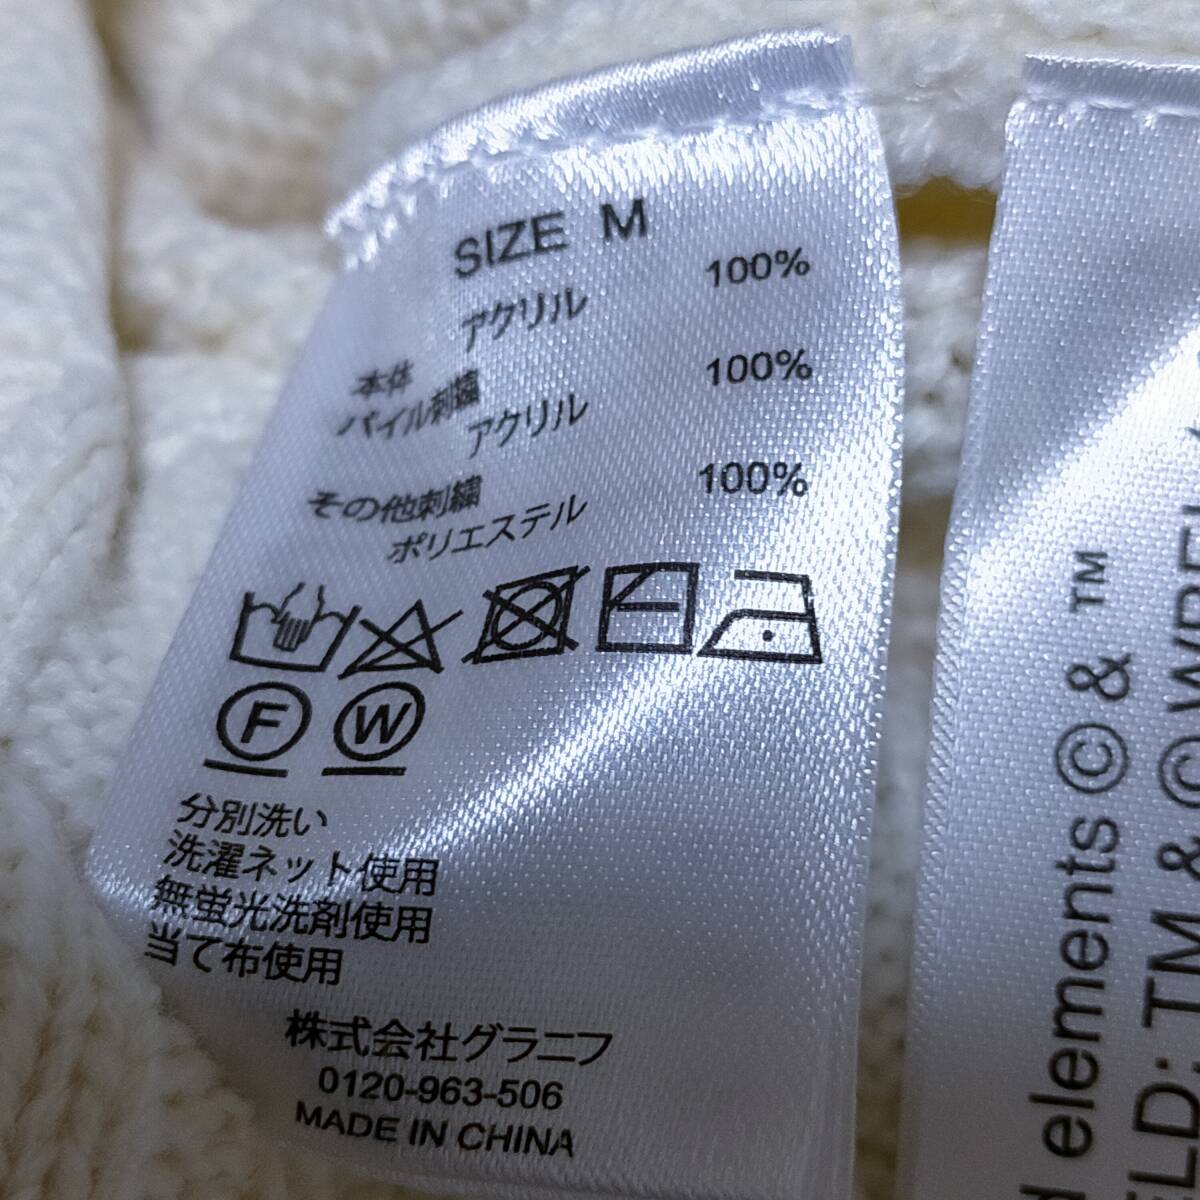 SIZE M
アクリル 100%
本体
パイル刺繍
アクリル 100%
その他刺繍
ポリエステル 100%
F W
分別洗い
洗濯ネット使用
無蛍光洗剤使用
当て布使用
株式会社グラニフ
0120-963-506
MADE IN CHINA
elements © & ™
TM & ©